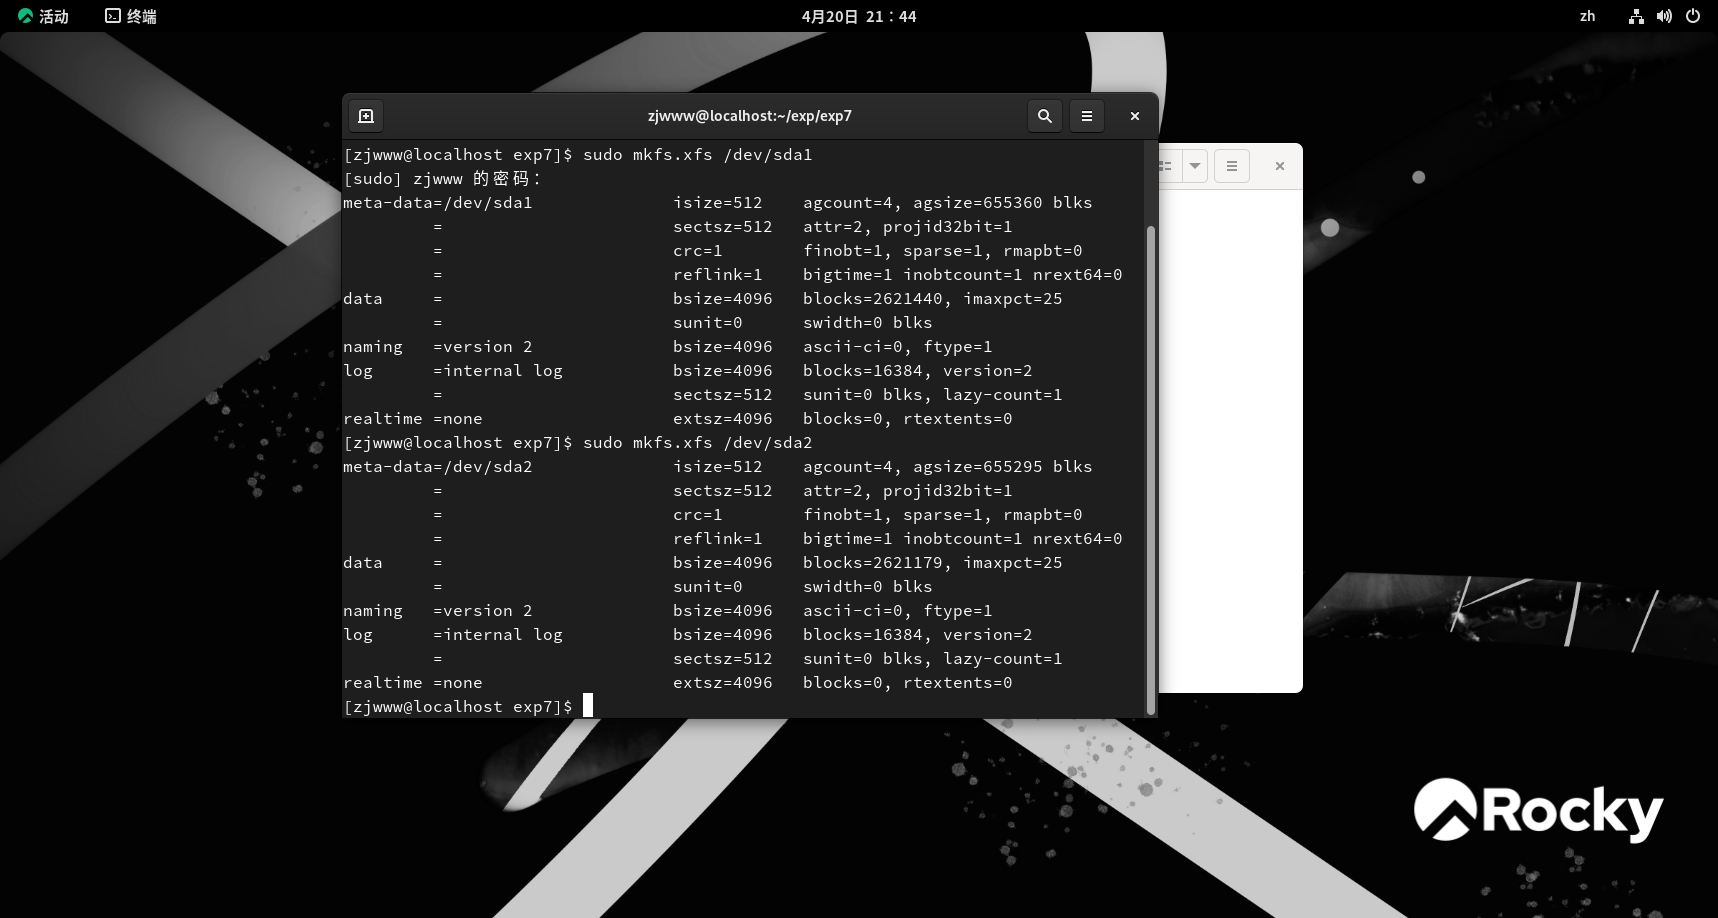 活动 终端 4月20日 21：44 zh
zjwww@localhost:~/exp/exp7
[zjwww@localhost exp7]$ sudo mkfs.xfs /dev/sda1
[sudo] zjwww 的密码：
meta-data=/dev/sda1              isize=512    agcount=4, agsize=655360 blks
         =                       sectsz=512   attr=2, projid32bit=1
         =                       crc=1        finobt=1, sparse=1, rmapbt=0
         =                       reflink=1    bigtime=1 inobtcount=1 nrext64=0
data     =                       bsize=4096   blocks=2621440, imaxpct=25
         =                       sunit=0      swidth=0 blks
naming   =version 2              bsize=4096   ascii-ci=0, ftype=1
log      =internal log           bsize=4096   blocks=16384, version=2
         =                       sectsz=512   sunit=0 blks, lazy-count=1
realtime =none                   extsz=4096   blocks=0, rtextents=0
[zjwww@localhost exp7]$ sudo mkfs.xfs /dev/sda2
meta-data=/dev/sda2              isize=512    agcount=4, agsize=655295 blks
         =                       sectsz=512   attr=2, projid32bit=1
         =                       crc=1        finobt=1, sparse=1, rmapbt=0
         =                       reflink=1    bigtime=1 inobtcount=1 nrext64=0
data     =                       bsize=4096   blocks=2621179, imaxpct=25
         =                       sunit=0      swidth=0 blks
naming   =version 2              bsize=4096   ascii-ci=0, ftype=1
log      =internal log           bsize=4096   blocks=16384, version=2
         =                       sectsz=512   sunit=0 blks, lazy-count=1
realtime =none                   extsz=4096   blocks=0, rtextents=0
[zjwww@localhost exp7]$
Rocky